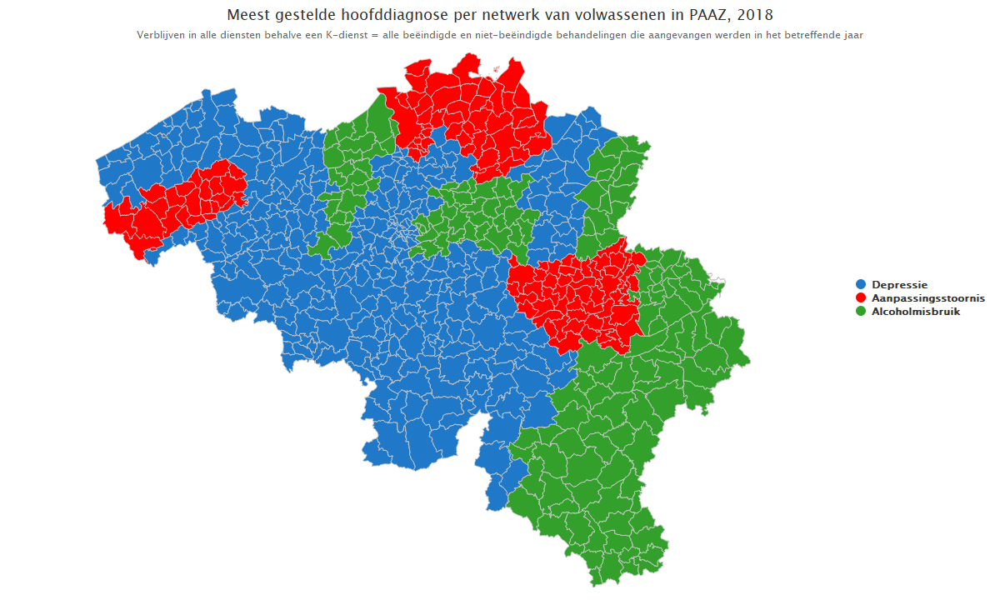 Meest gestelde hoofddiagnose per netwerk van volwassenen in PAAZ, 2018
Verblijven in alle diensten behalve een K-dienst = alle beëindigde en niet-beëindigde behandelingen die aangevangen werden in het betreffende jaar
Depressie
Aanpassingsstoornis
Alcoholmisbruik